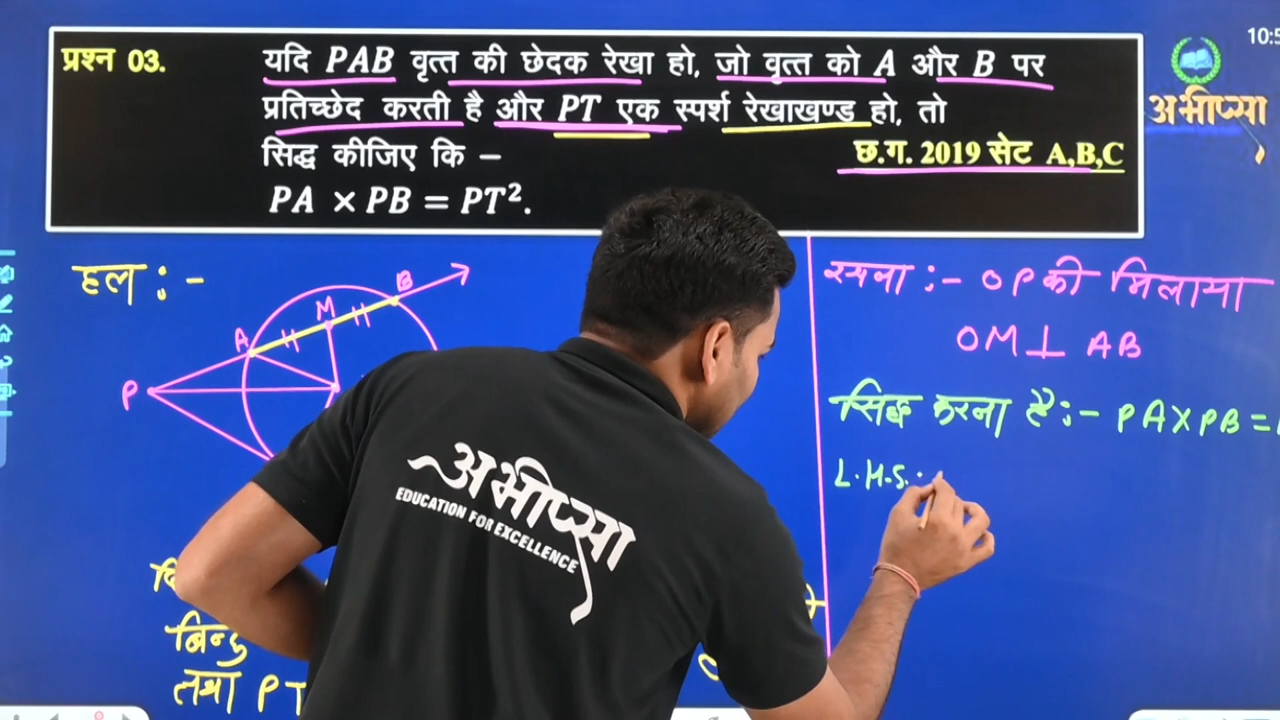 प्रश्न 03.
यदि PAB वृत्त की छेदक रेखा हो, जो वृत्त को A और B पर
प्रतिच्छेद करती है और PT एक स्पर्श रेखाखण्ड हो, तो
सिद्ध कीजिए कि –
छ.ग. 2019 सेट A,B,C
PA × PB = PT².
10:5
अभीप्सा
हल :-
P
A
M
B
रचना :- OP को मिलाया
OM ⊥ AB
सिद्ध करना है :- PA X PB =
L.H.S.
अभीप्सा
EDUCATION FOR EXCELLENCE
बिन्दु
तथा PT